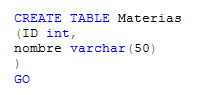 CREATE TABLE Materias
(ID int,
nombre varchar(50)
)
GO